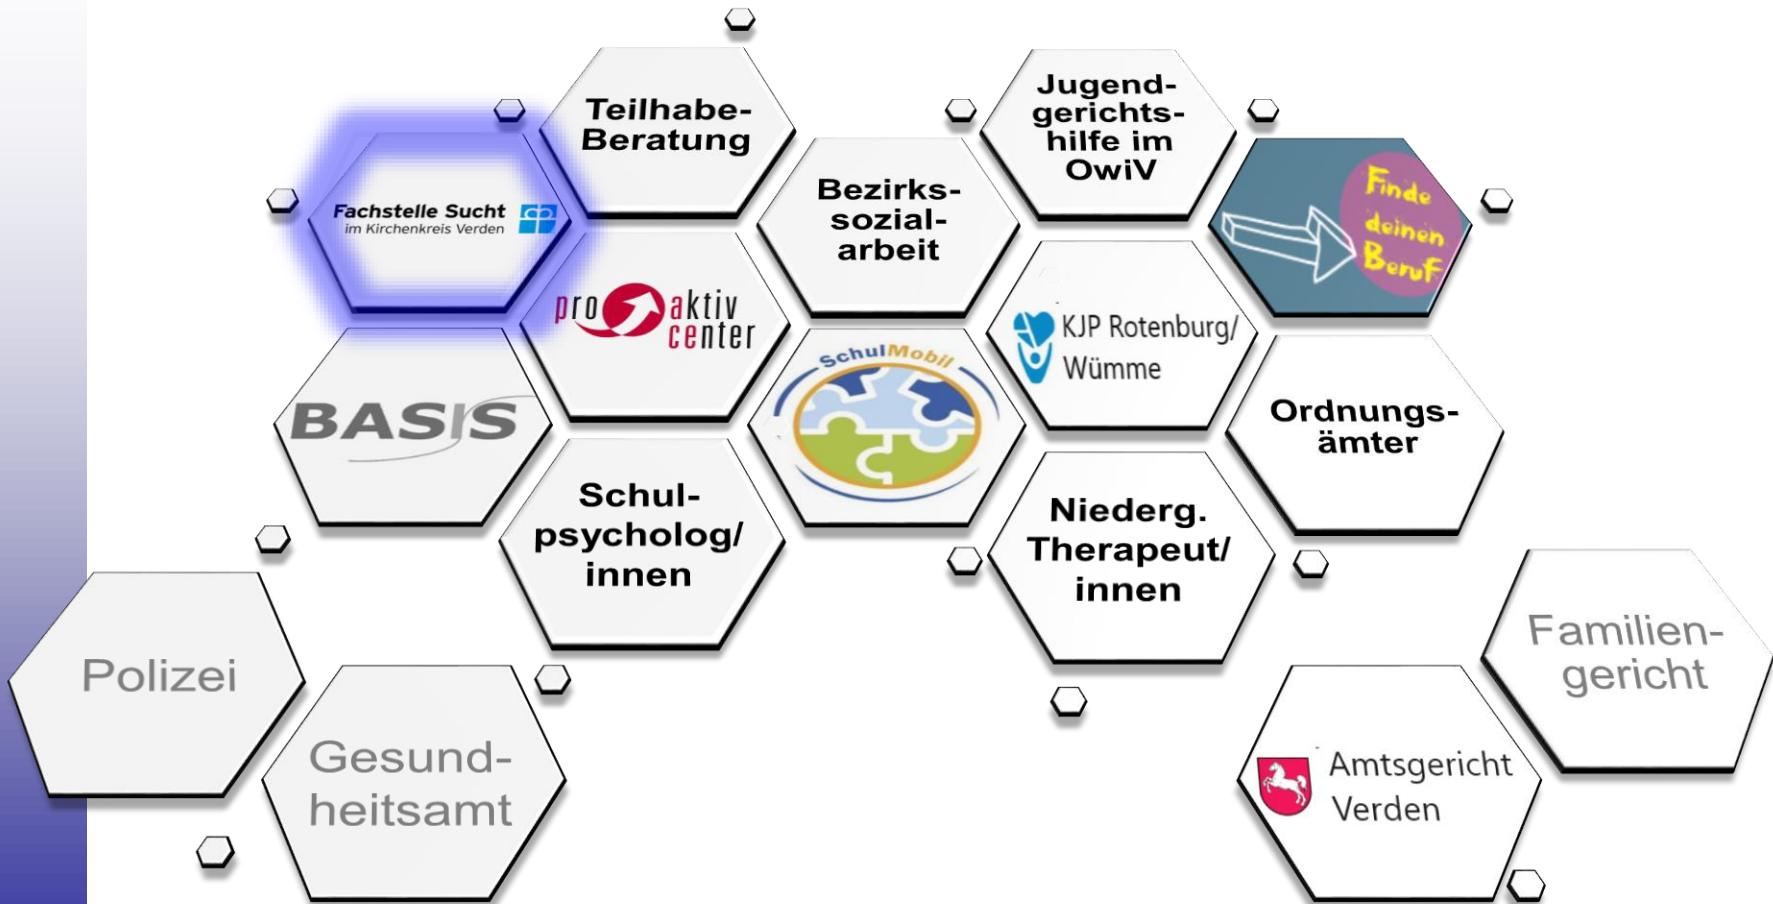 Teilhabe-
Beratung
Jugend-
gerichts-
hilfe im
OwiV
Fachstelle Sucht
im Kirchenkreis Verden
Bezirks-
sozial-
arbeit
Finde
deinen
Beruf
pro aktiv
center
SchulMobil
KJP Rotenburg/
Wümme
BASIS
Ordnungs-
ämter
Schul-
psycholog/
innen
Niederg.
Therapeut/
innen
Polizei
Familien-
gericht
Gesund-
heitsamt
Amtsgericht
Verden